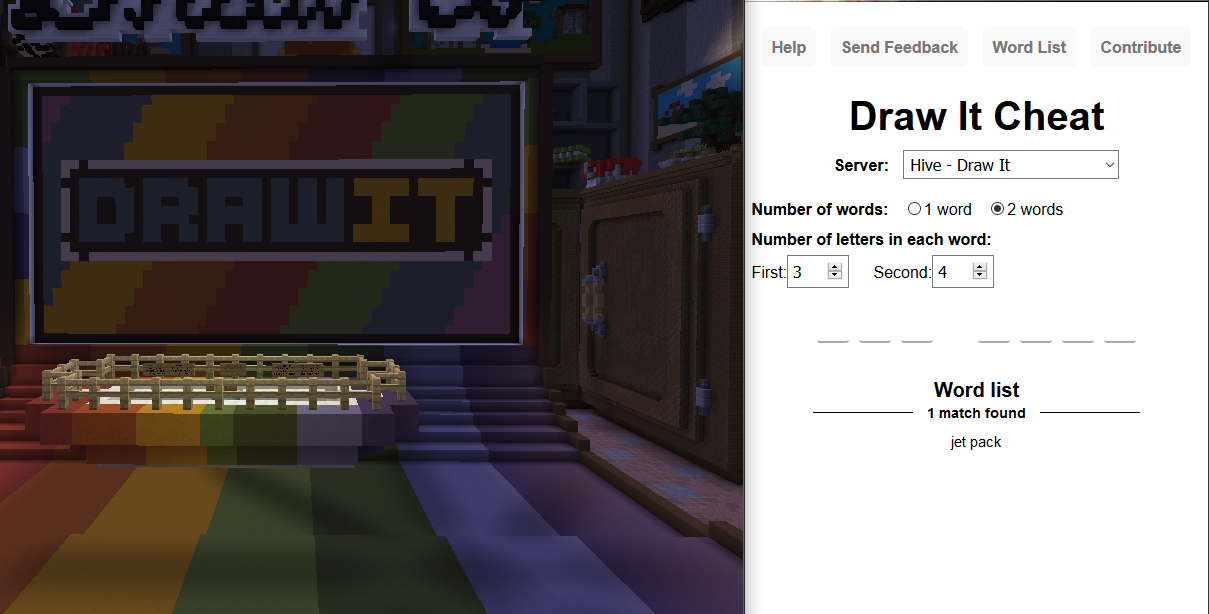 DRAWIT
Help Send Feedback Word List Contribute
Draw It Cheat
Server: Hive - Draw It
Number of words: 1 word 2 words
Number of letters in each word:
First: 3 Second: 4
Word list
1 match found
jet pack